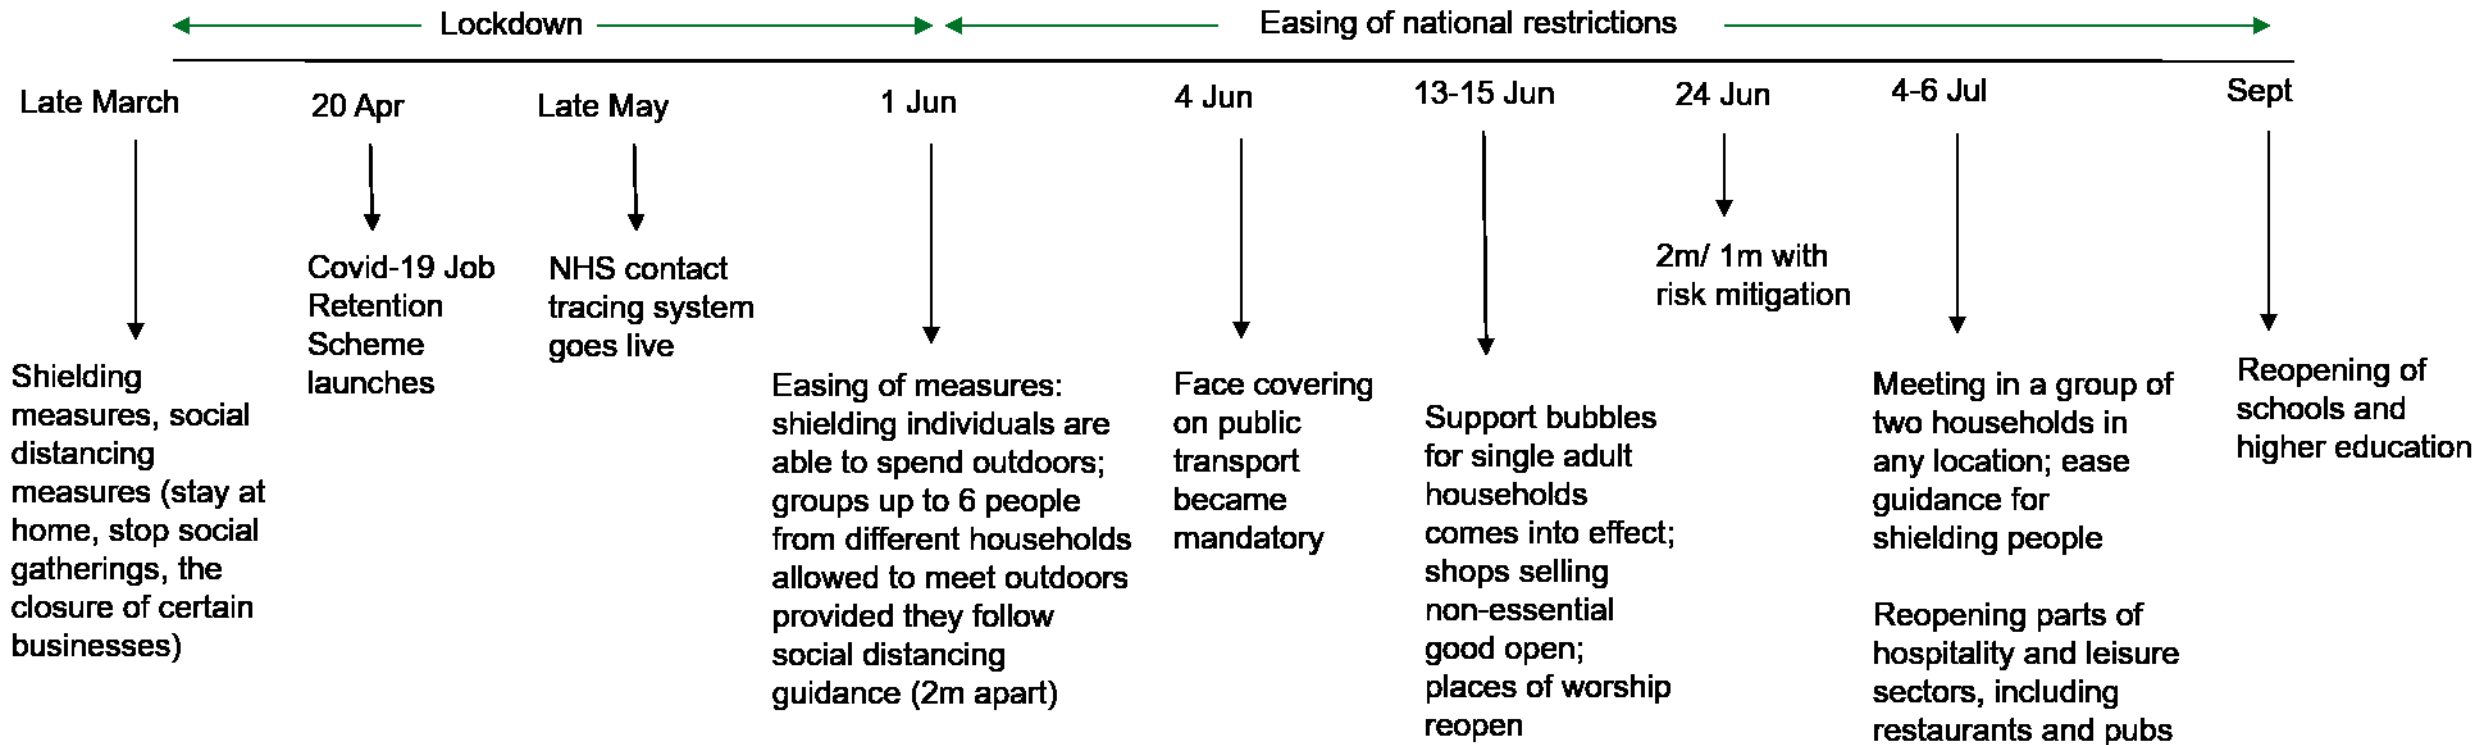 Lockdown
Easing of national restrictions
Late March
20 Apr
Late May
1 Jun
4 Jun
13-15 Jun
24 Jun
4-6 Jul
Sept
Shielding
measures, social
distancing
measures (stay at
home, stop social
gatherings, the
closure of certain
businesses)
Covid-19 Job
Retention
Scheme
launches
NHS contact
tracing system
goes live
Easing of measures:
shielding individuals are
able to spend outdoors;
groups up to 6 people
from different households
allowed to meet outdoors
provided they follow
social distancing
guidance (2m apart)
Face covering
on public
transport
became
mandatory
Support bubbles
for single adult
households
comes into effect;
shops selling
non-essential
good open;
places of worship
reopen
2m/ 1m with
risk mitigation
Meeting in a group of
two households in
any location; ease
guidance for
shielding people
Reopening parts of
hospitality and leisure
sectors, including
restaurants and pubs
Reopening of
schools and
higher education